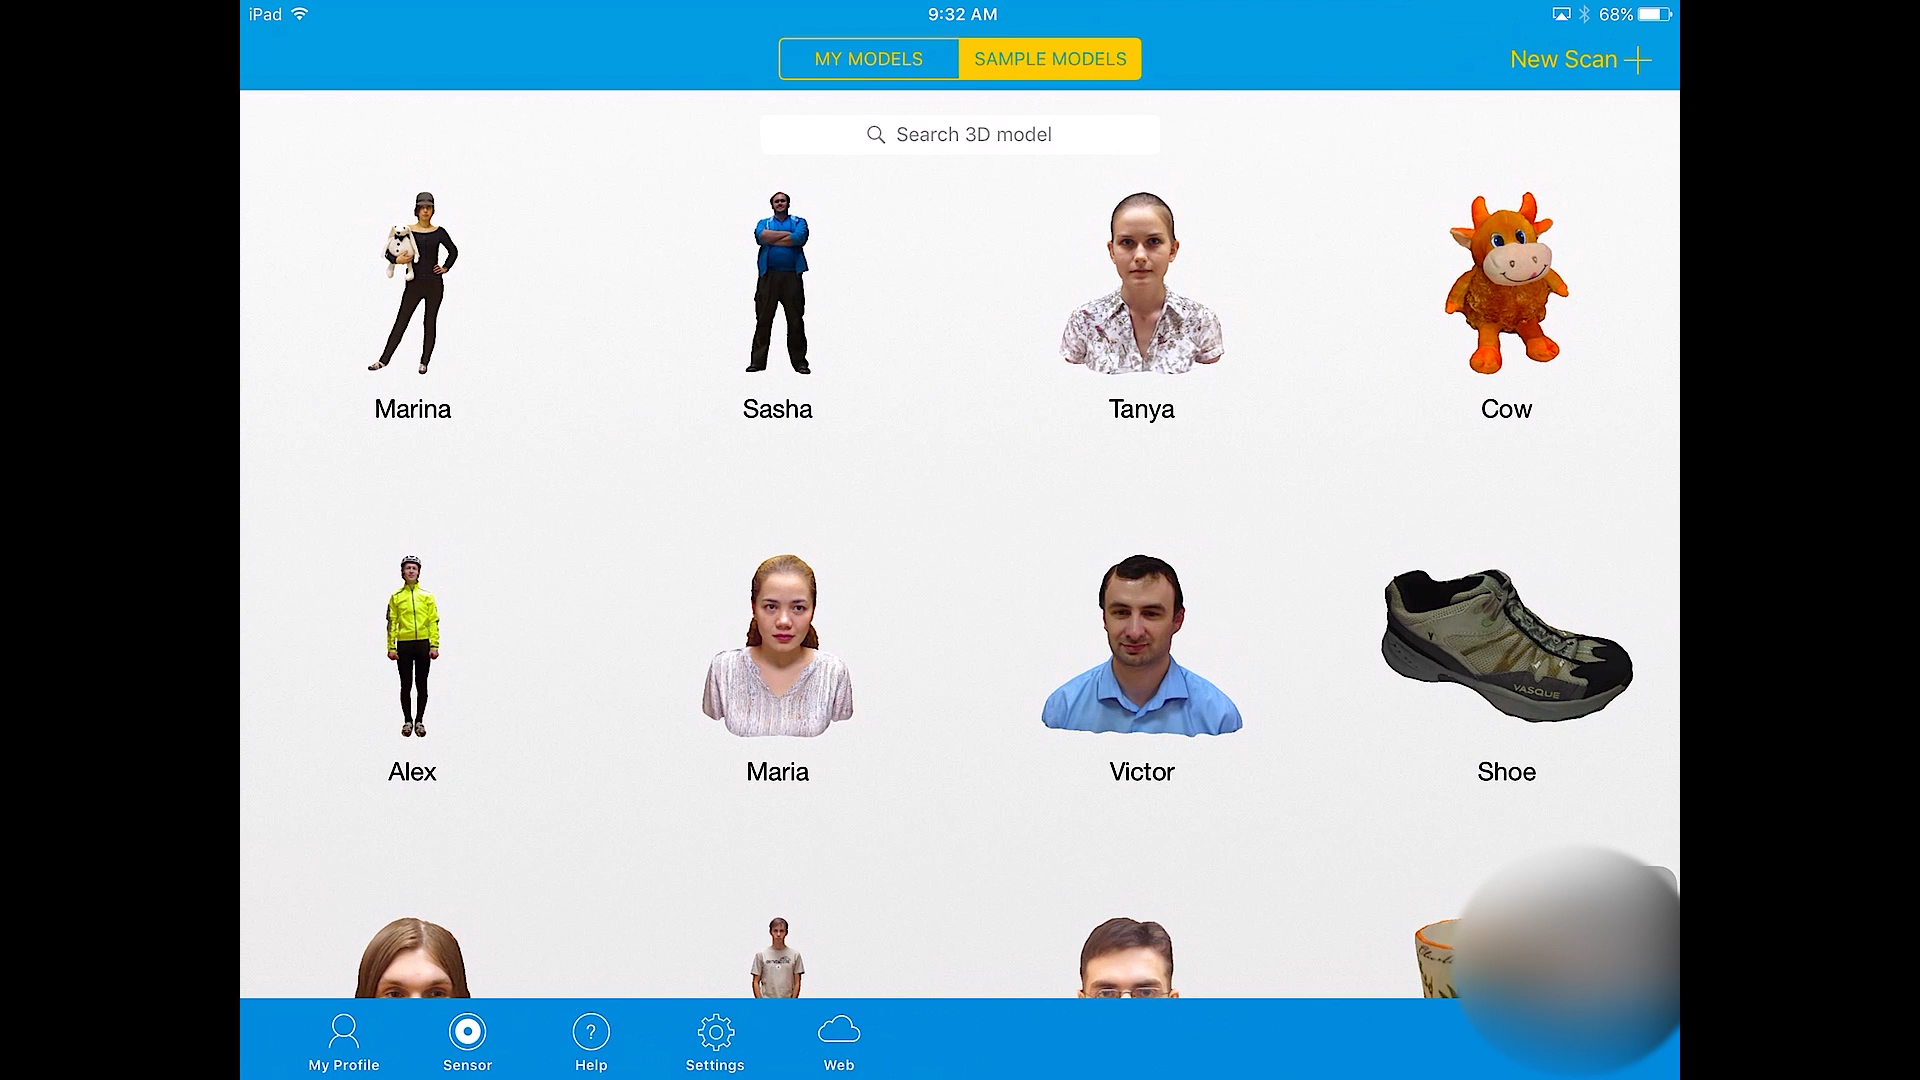 iPad 9:32 AM 68%
MY MODELS SAMPLE MODELS New Scan
Search 3D model
Marina Sasha Tanya Cow
VASQUE
Alex Maria Victor Shoe
My Profile Sensor ? Help Settings Web